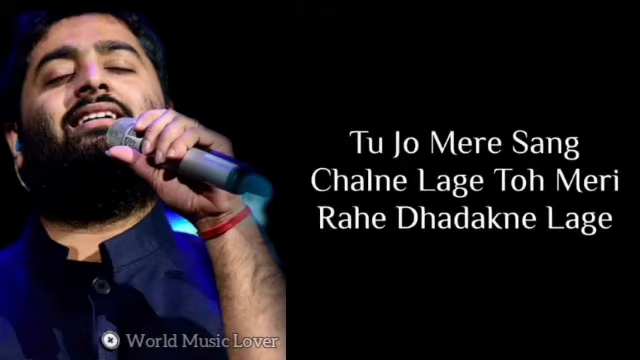 Tu Jo Mere Sang
Chalne Lage Toh Meri
Rahe Dhadakne Lage
World Music Lover